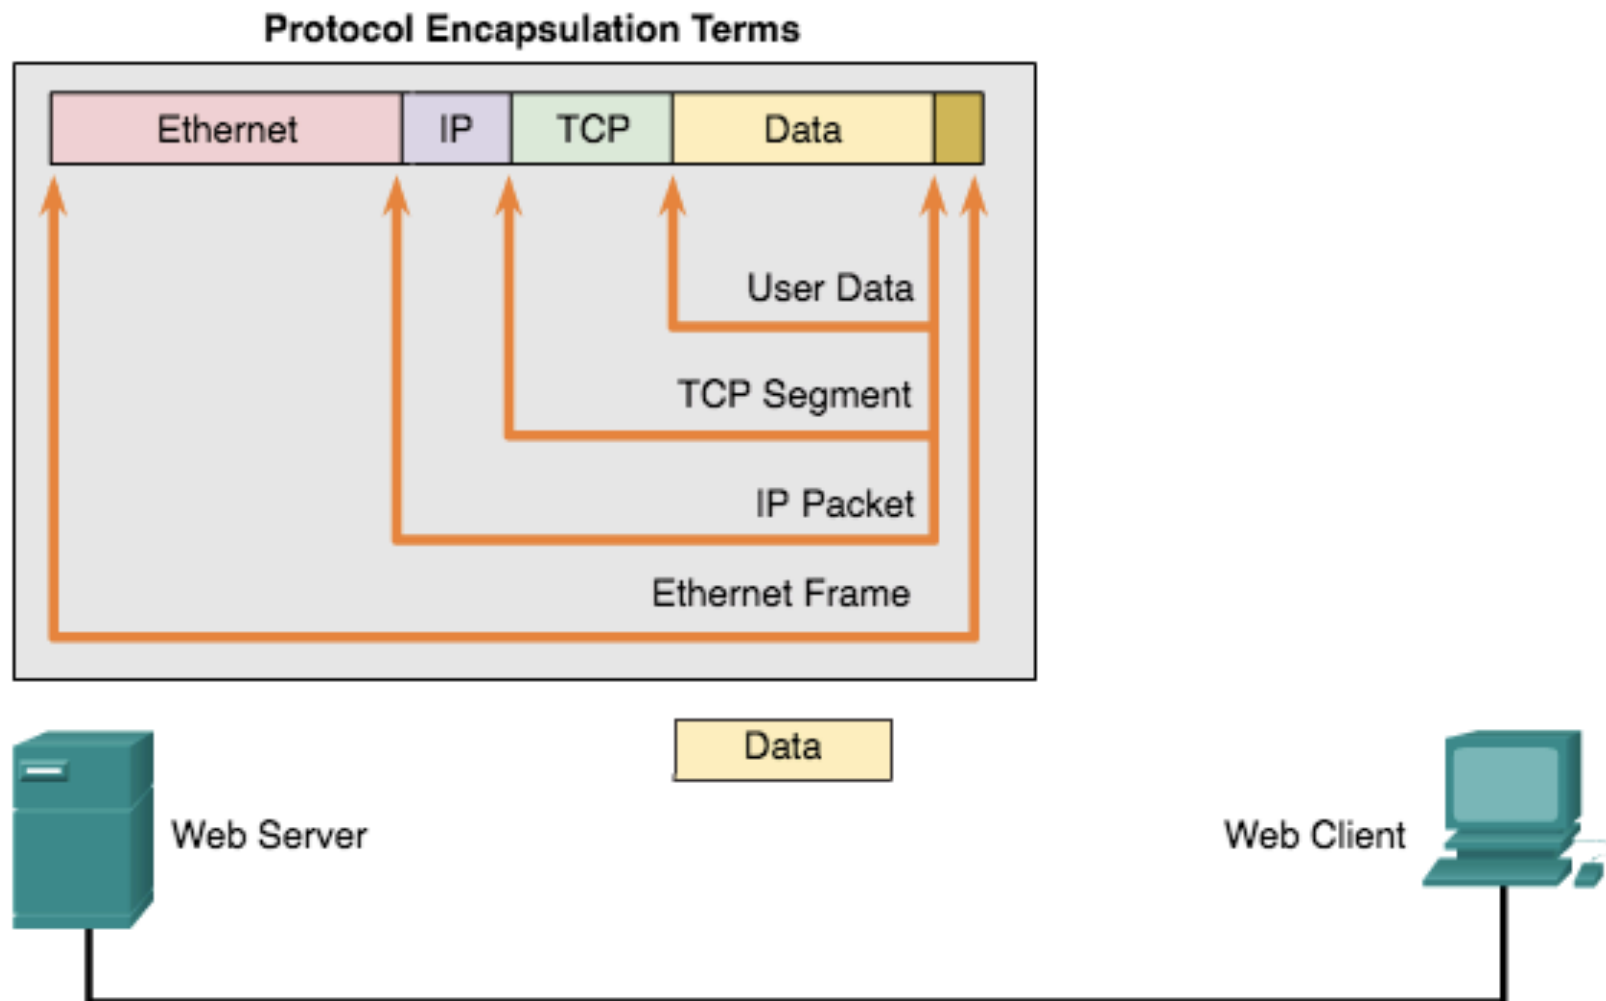 Protocol Encapsulation Terms
Ethernet IP TCP Data
User Data
TCP Segment
IP Packet
Ethernet Frame
Data
Web Server
Web Client